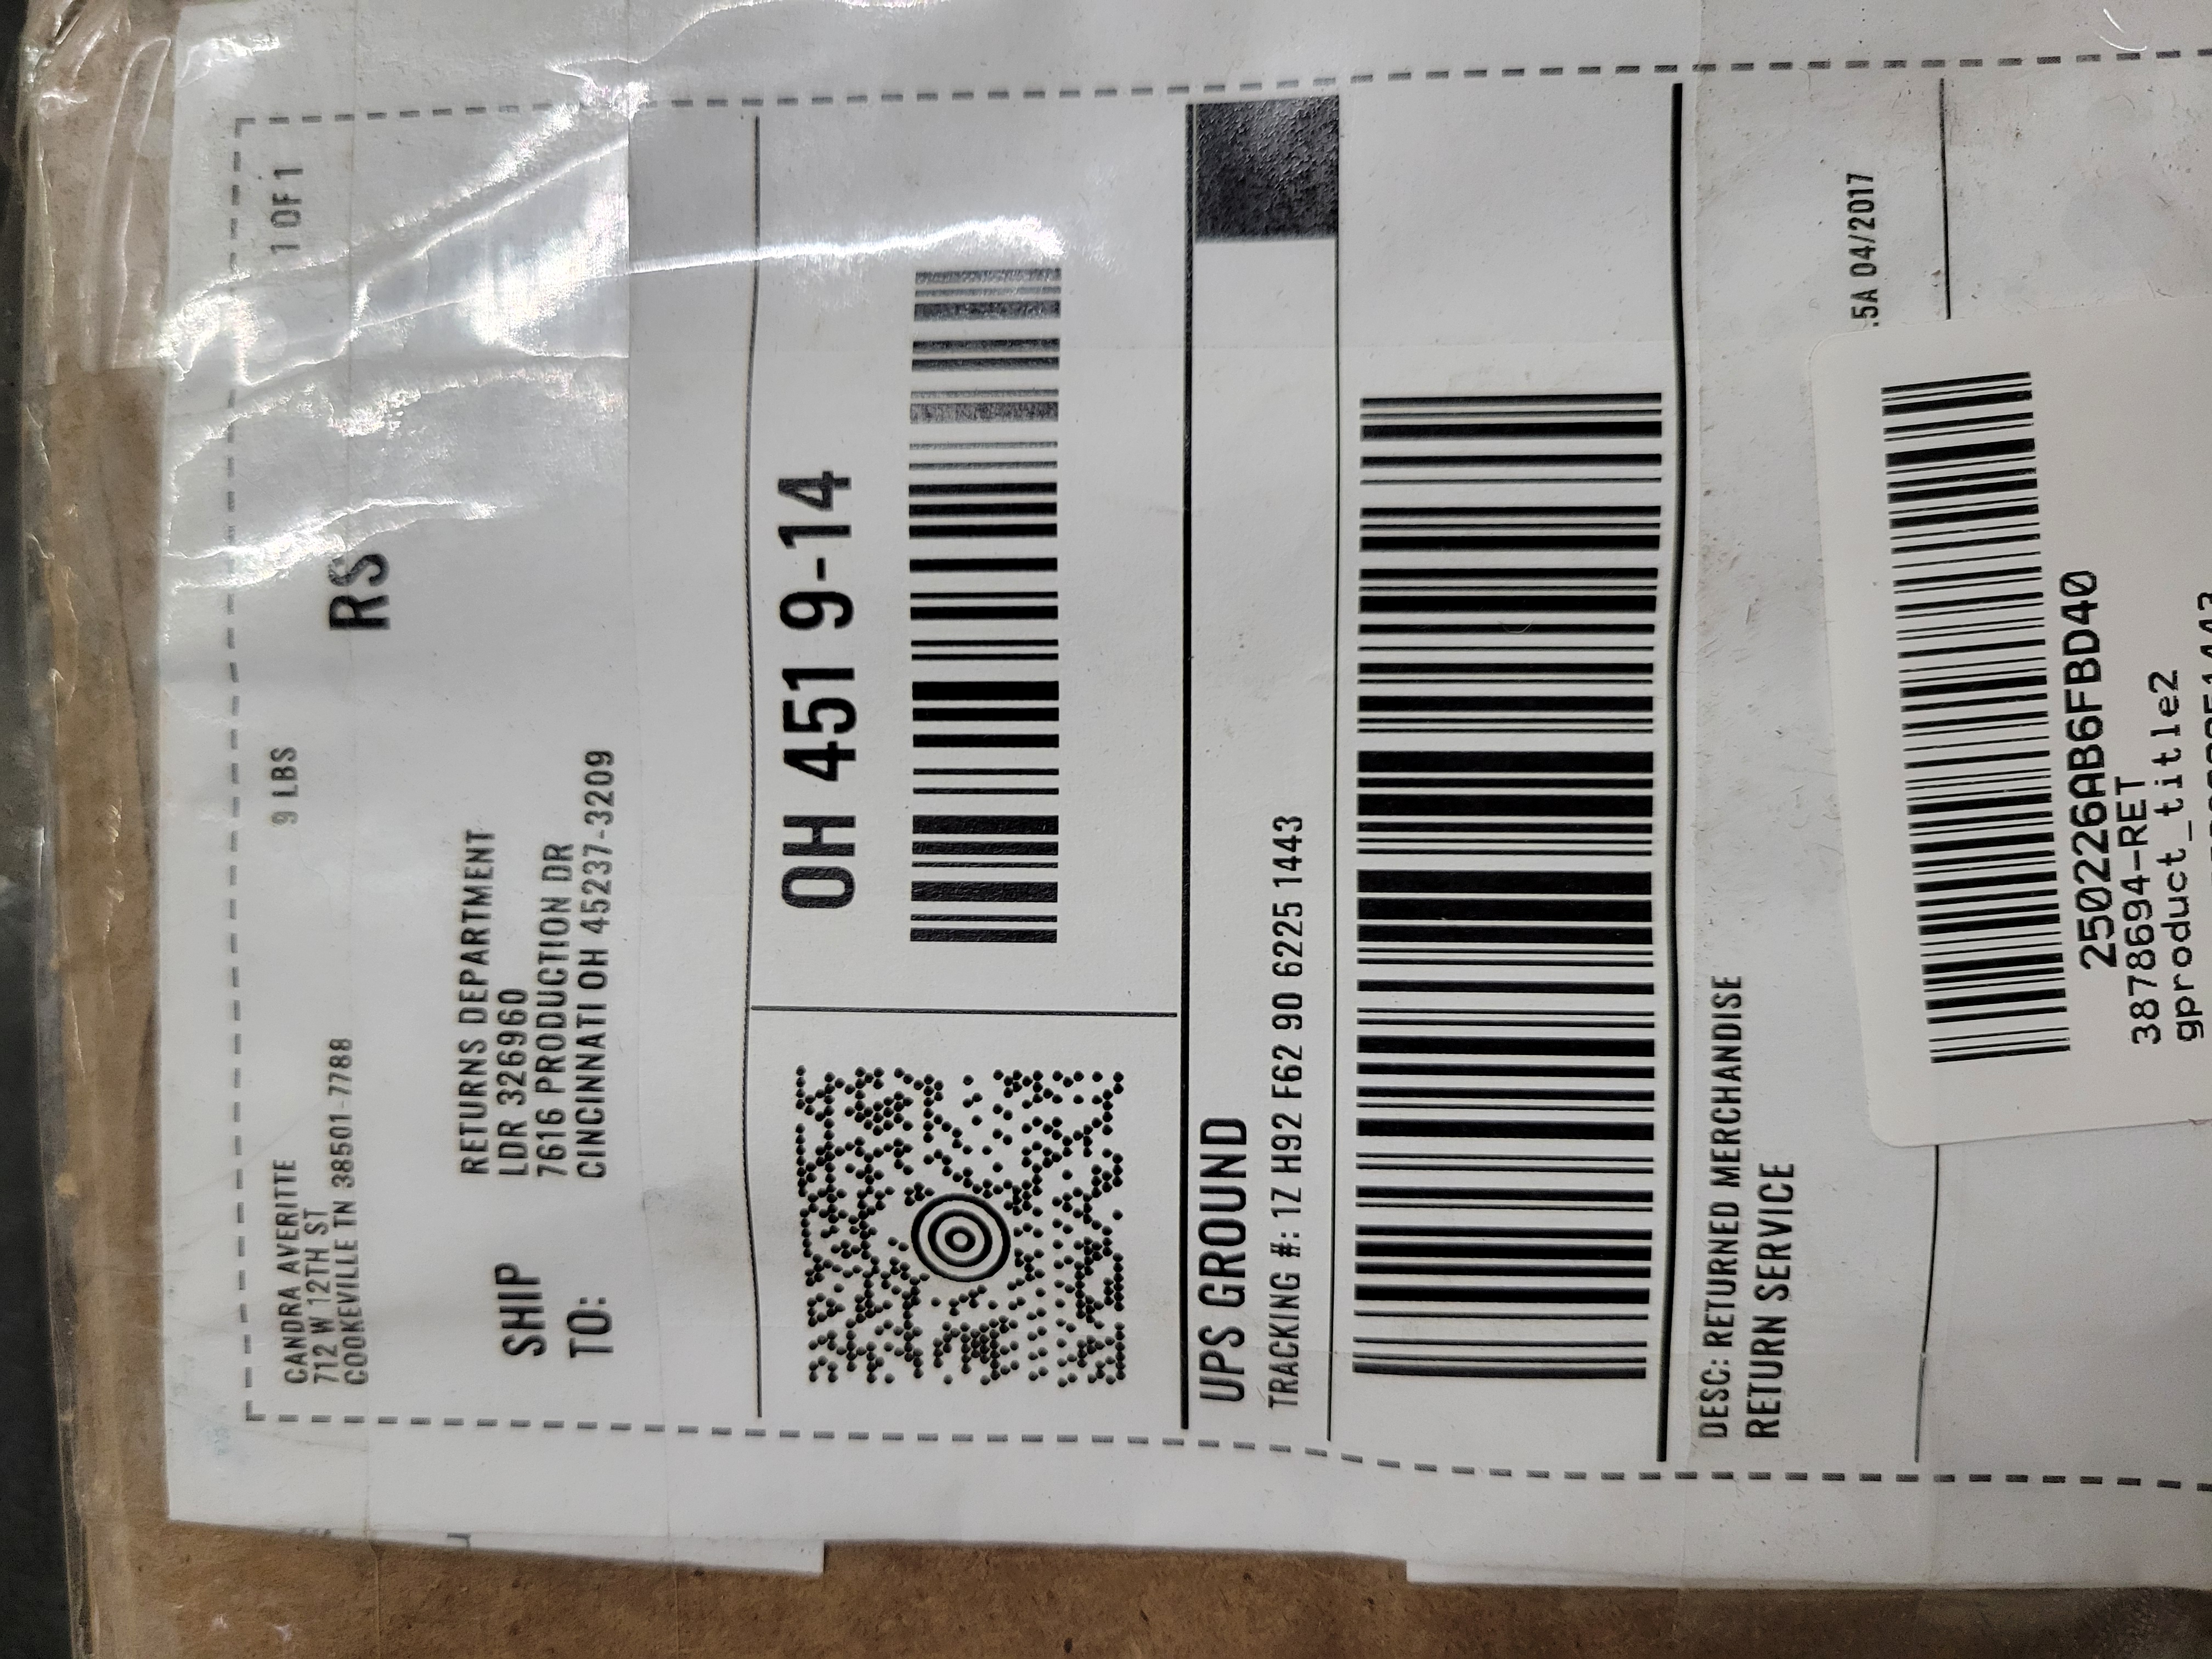 CANDRA AVERITTE
712 W 12TH ST
COOKEVILLE TN 38501-7788
9 LBS
1 OF 1
RS
SHIP
TO:
RETURNS DEPARTMENT
LDR 326960
7616 PRODUCTION DR
CINCINNATI OH 45237-3209
OH 451 9-14
UPS GROUND
TRACKING #: 1Z H92 F62 90 6225 1443
DESC: RETURNED MERCHANDISE
RETURN SERVICE
.5A 04/2017
250226AB6FBD40
3878694-RET
gproduct_title2